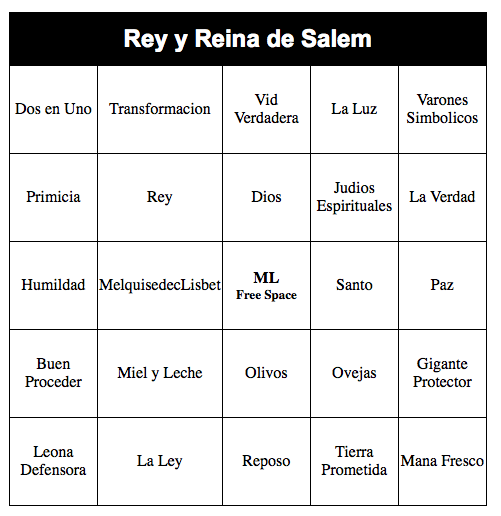 Rey y Reina de Salem
Dos en Uno
Transformacion
Vid
Verdadera
La Luz
Varones
Simbolicos
Primicia
Rey
Dios
Judios
Espirituales
La Verdad
Humildad
MelquisedecLisbet
ML
Free Space
Santo
Paz
Buen
Proceder
Miel y Leche
Olivos
Ovejas
Gigante
Protector
Leona
Defensora
La Ley
Reposo
Tierra
Prometida
Mana Fresco